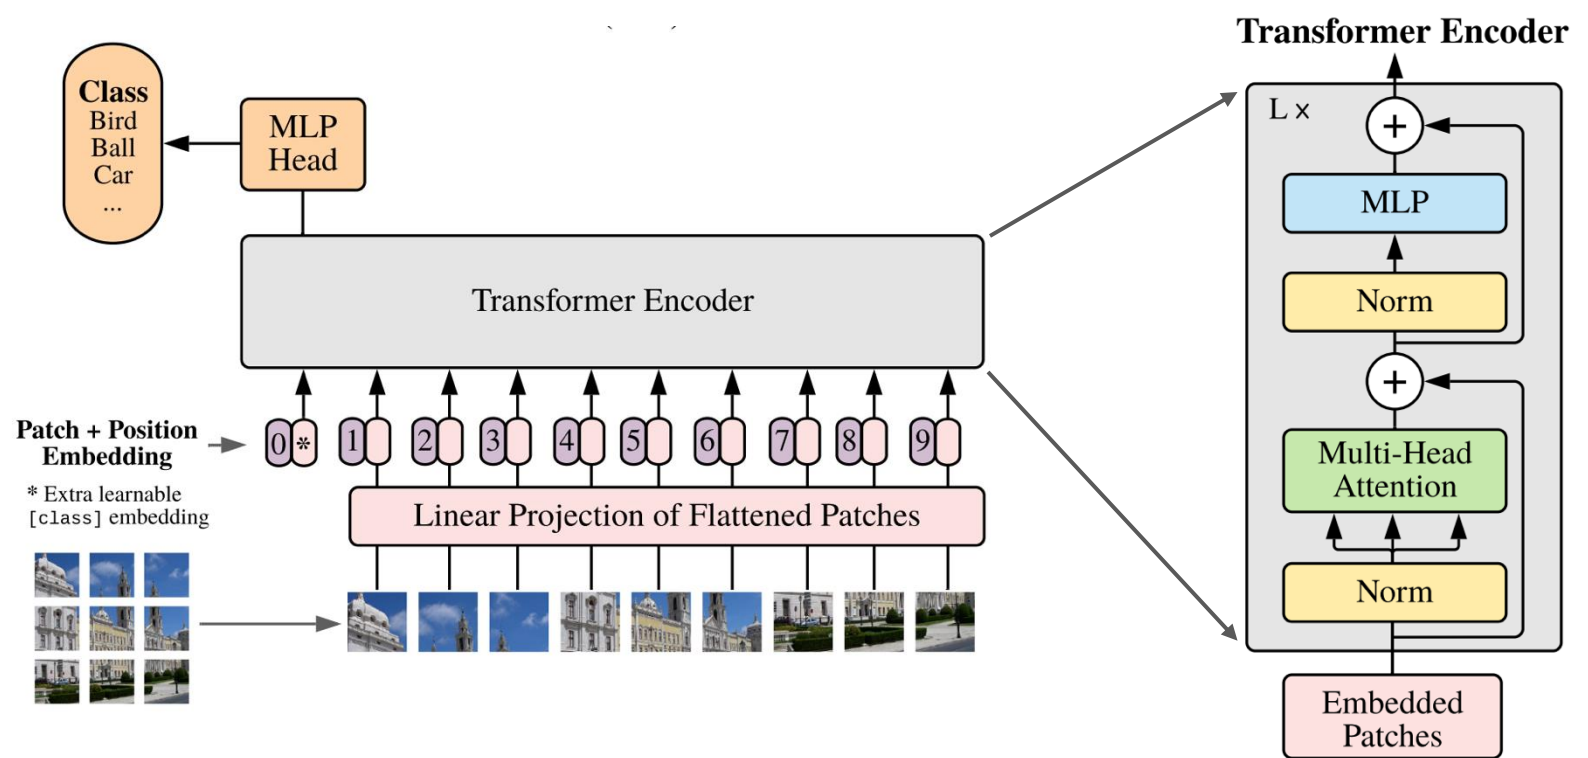 Transformer Encoder
Class
Bird
Ball
Car
...
MLP
Head
Transformer Encoder
Patch + Position
Embedding
0 * 1 2 3 4 5 6 7 8 9
* Extra learnable
[class] embedding
Linear Projection of Flattened Patches
L ×
+
MLP
Norm
+
Multi-Head
Attention
Norm
Embedded
Patches